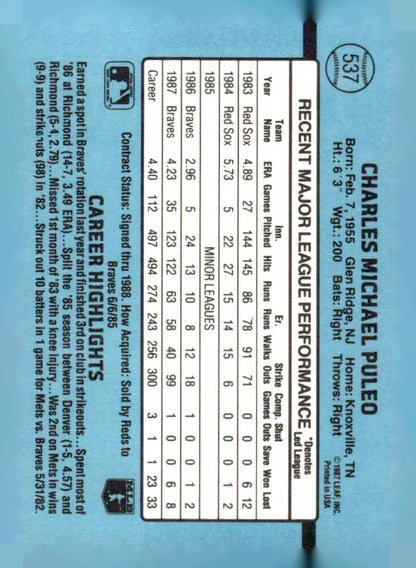 537
CHARLES MICHAEL PULEO
Born: Feb. 7, 1955 Glen Ridge, NJ Home: Knoxville, TN
Ht.: 6'3" Wgt.: 200 Bats: Right Throws: Right
©1987 LEAF, INC.
Printed in USA
RECENT MAJOR LEAGUE PERFORMANCE
*Denotes Led League
Year Team Name ERA Games Inn. Pitched Hits Runs Er. Runs Walks Strike Outs Comp. Games Shut Outs Save Won Lost
1983 Red Sox 4.89 27 144 145 86 78 91 71 0 0 0 6 12
1984 Red Sox 5.73 5 22 27 15 14 15 6 0 0 0 1 2
1985 MINOR LEAGUES
1986 Braves 2.96 5 24 13 10 8 12 18 1 0 0 1 2
1987 Braves 4.23 35 123 122 63 58 40 99 1 0 0 6 8
Career 4.40 112 497 494 274 243 256 300 3 1 1 23 33
Contract Status: Signed thru 1988. How Acquired: Sold by Reds to
Braves 6/6/85
MLB
CAREER HIGHLIGHTS
Earned a spot in Braves' rotation last year and finished 3rd on club in strikeouts...Spent most of
'86 at Richmond (14-7, 3.49 ERA)...Split the '85 season between Denver (1-5, 4.57) and
Richmond (5-4, 2.79)...Missed 1st month of '83 with a knee injury...Was 2nd on Mets in wins
(9-9) and strikeouts (98) in '82...Struck out 10 batters in 1 game for Mets vs. Braves 5/31/82.